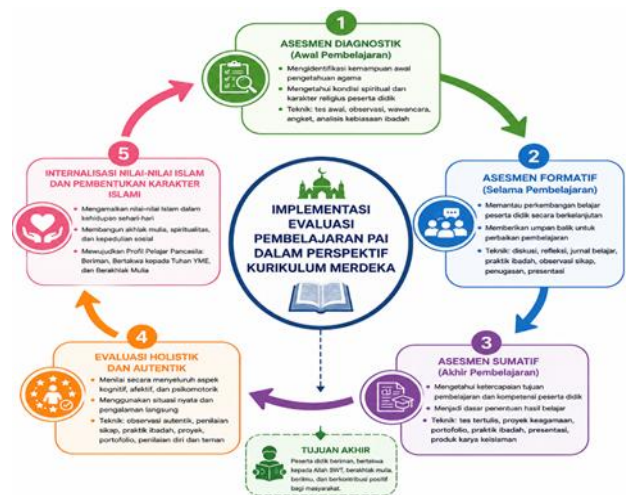 1
ASESMEN DIAGNOSTIK
(Awal Pembelajaran)
• Mengidentifikasi kemampuan awal
pengetahuan agama
• Mengetahui kondisi spiritual dan
karakter religius peserta didik
• Teknik: tes awal, observasi, wawancara,
angket, analisis kebiasaan ibadah
2
ASESMEN FORMATIF
(Selama Pembelajaran)
• Memantau perkembangan belajar
peserta didik secara berkelanjutan
• Memberikan umpan balik untuk
perbaikan pembelajaran
• Teknik: diskusi, refleksi, jurnal belajar,
praktik ibadah, observasi sikap,
penugasan, presentasi
3
ASESMEN SUMATIF
(Akhir Pembelajaran)
• Mengetahui ketercapaian tujuan
pembelajaran dan kompetensi peserta didik
• Menjadi dasar penentuan hasil belajar
• Teknik: tes tertulis, proyek keagamaan,
portofolio, praktik ibadah, presentasi,
produk karya keislaman
4
EVALUASI HOLISTIK
DAN AUTENTIK
• Menilai secara menyeluruh aspek
kognitif, afektif, dan psikomotorik
• Menggunakan situasi nyata dan
pengalaman langsung
• Teknik: observasi autentik, penilaian
sikap, praktik ibadah, proyek,
portofolio, penilaian diri dan teman
5
INTERNALISASI NILAI-NILAI ISLAM
DAN PEMBENTUKAN KARAKTER
ISLAMI
• Mengamalkan nilai-nilai Islam dalam
kehidupan sehari-hari
• Membangun akhlak mulia, spiritualitas,
dan kepedulian sosial
• Mewujudkan Profil Pelajar Pancasila:
Beriman, Bertakwa kepada Tuhan YME,
dan Berakhlak Mulia
IMPLEMENTASI
EVALUASI
PEMBELAJARAN PAI
DALAM PERSPEKTIF
KURIKULUM MERDEKA
TUJUAN AKHIR
Peserta didik beriman, bertakwa
kepada Allah SWT, berakhlak mulia,
berilmu, dan berkontribusi positif
bagi masyarakat.